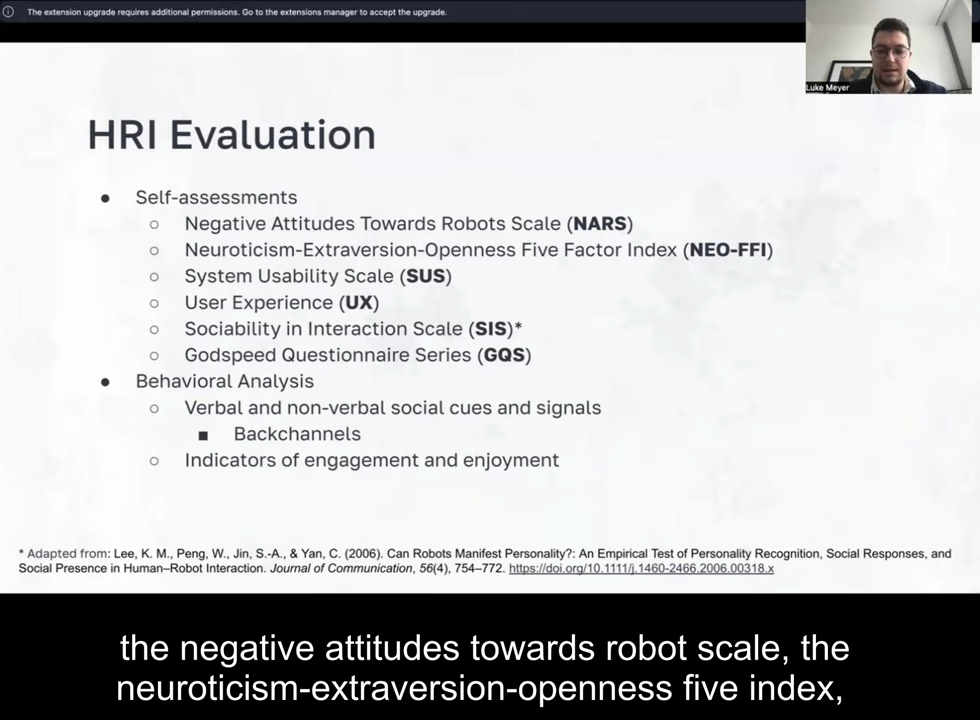 The extension upgrade requires additional permissions. Go to the extensions manager to accept the upgrade.
Luke Meyer
HRI Evaluation
● Self-assessments
○ Negative Attitudes Towards Robots Scale (NARS)
○ Neuroticism-Extraversion-Openness Five Factor Index (NEO-FFI)
○ System Usability Scale (SUS)
○ User Experience (UX)
○ Sociability in Interaction Scale (SIS)*
○ Godspeed Questionnaire Series (GQS)
● Behavioral Analysis
○ Verbal and non-verbal social cues and signals
■ Backchannels
○ Indicators of engagement and enjoyment
* Adapted from: Lee, K. M., Peng, W., Jin, S.-A., & Yan, C. (2006). Can Robots Manifest Personality?: An Empirical Test of Personality Recognition, Social Responses, and
Social Presence in Human–Robot Interaction. Journal of Communication, 56(4), 754–772. https://doi.org/10.1111/j.1460-2466.2006.00318.x
the negative attitudes towards robot scale, the
neuroticism-extraversion-openness five index,